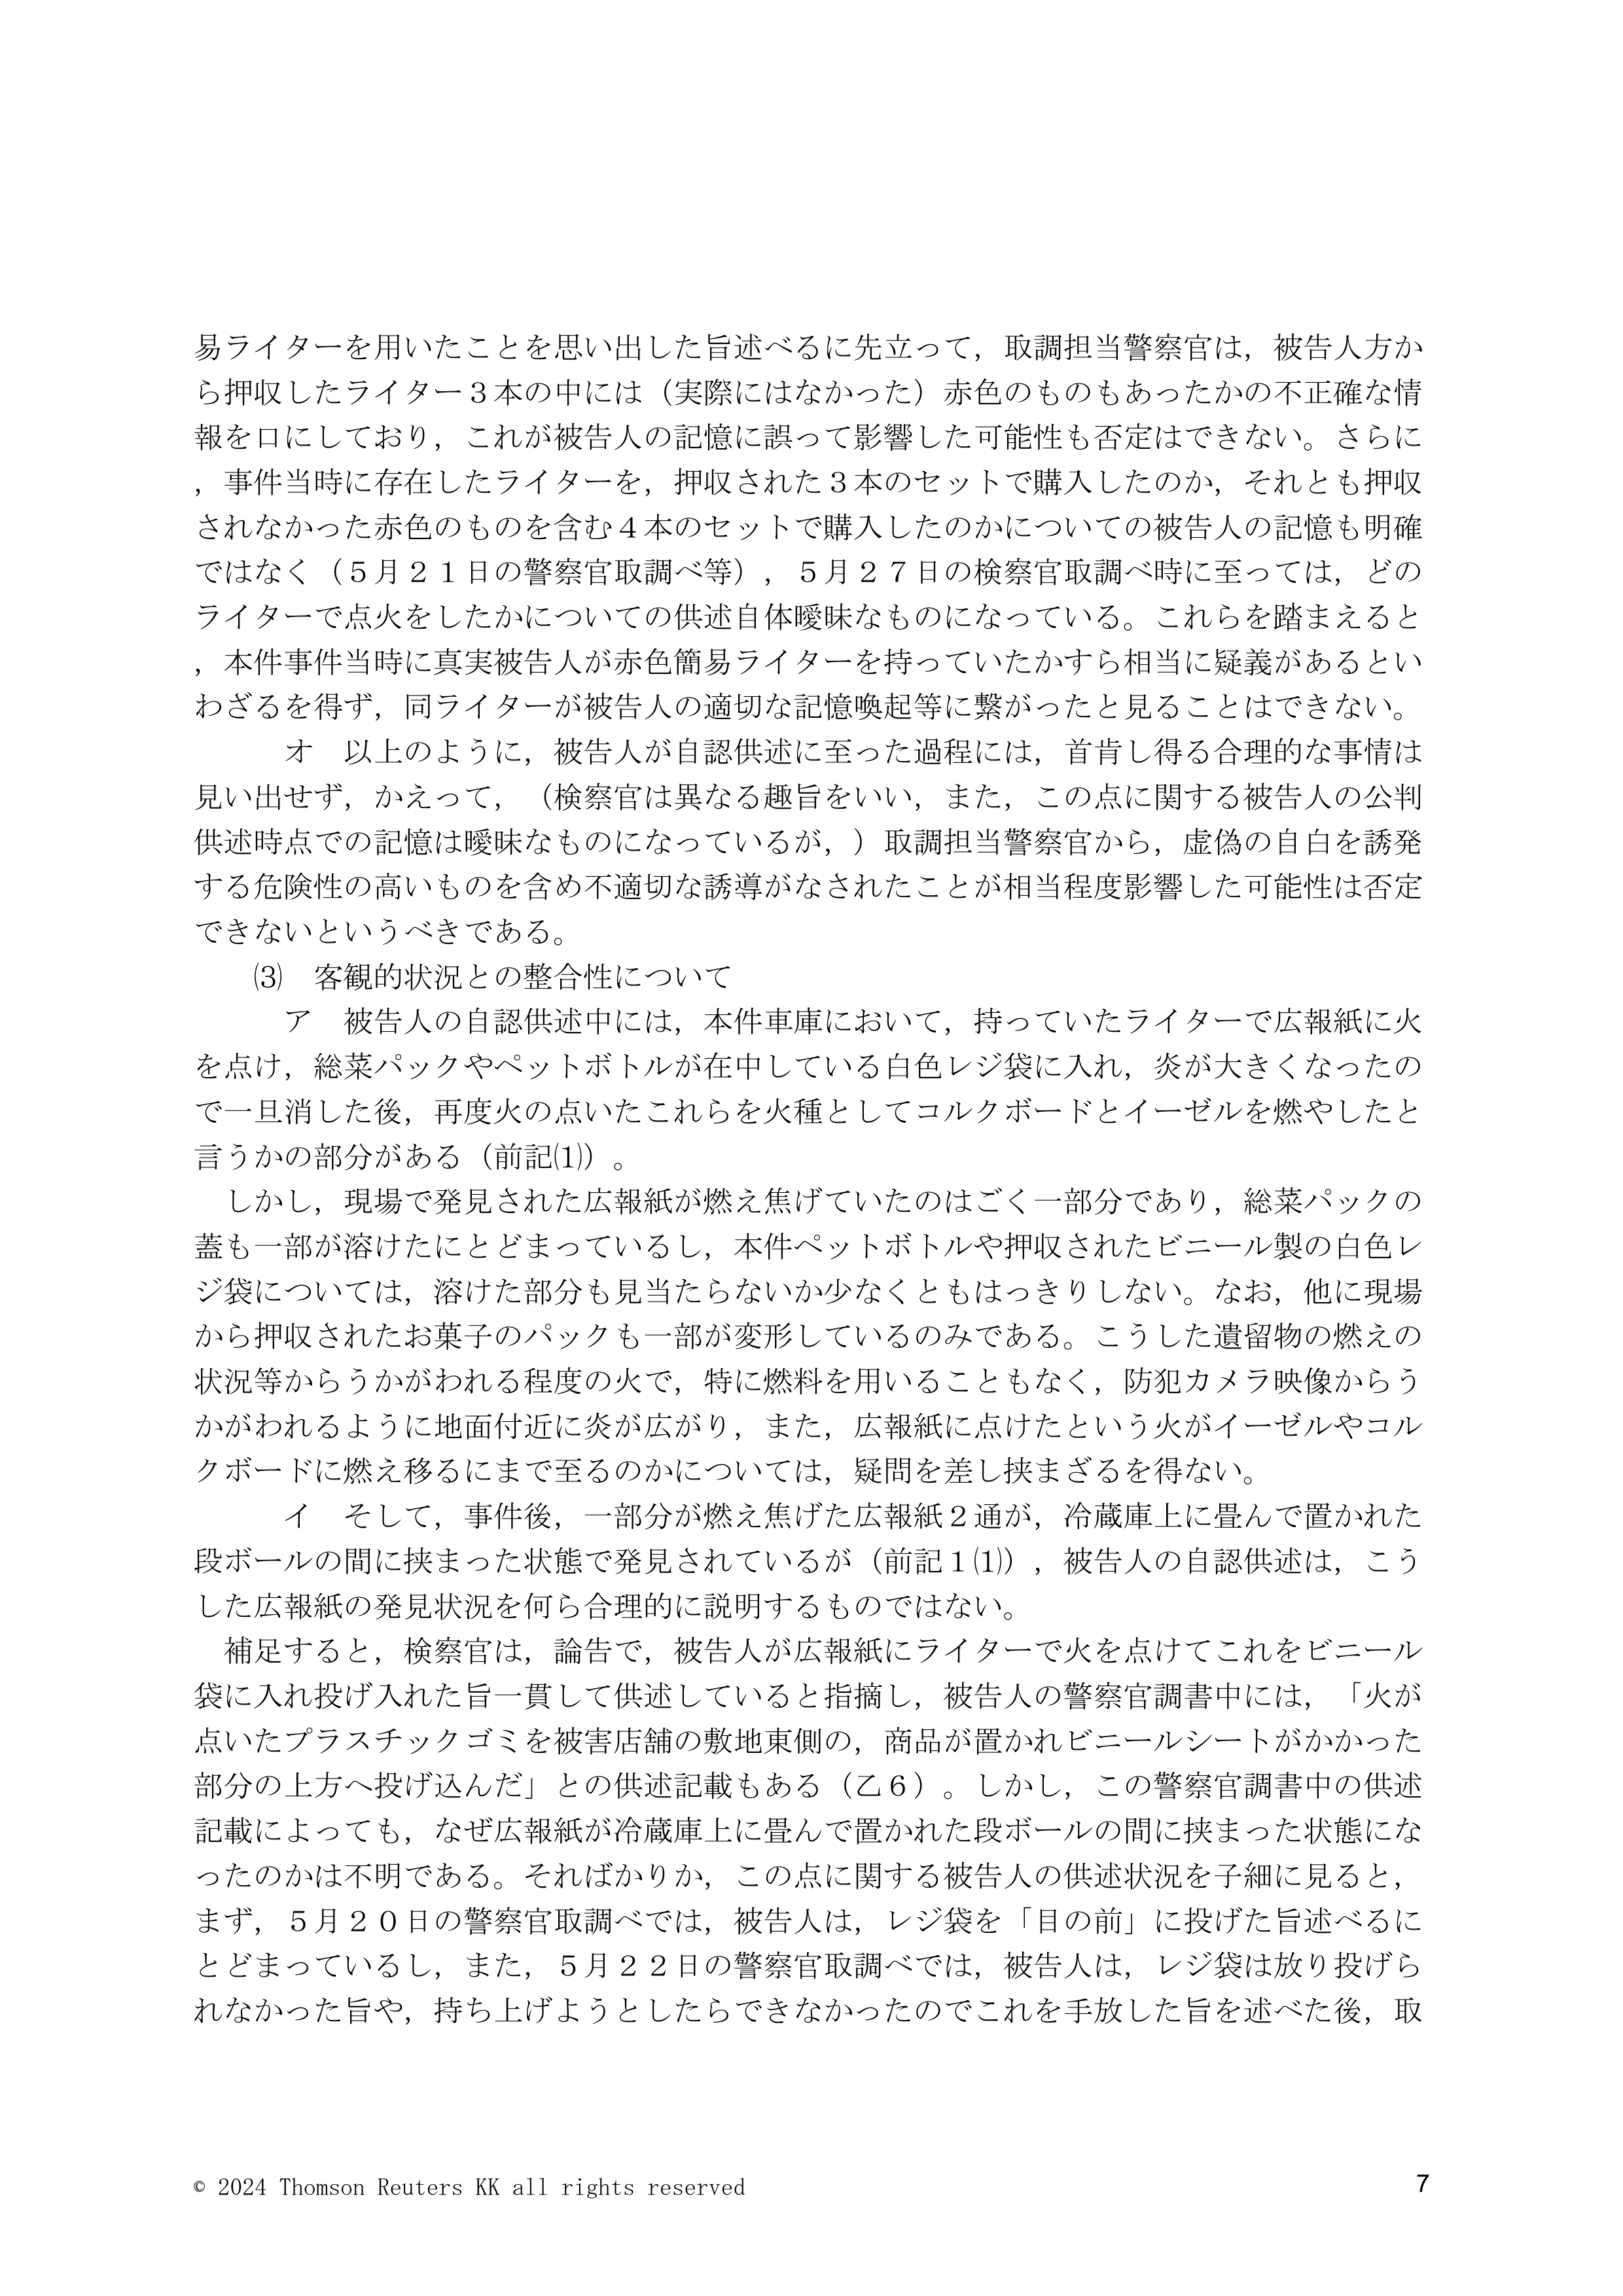 易ライターを用いたことを思い出した旨述べるに先立って，取調担当警察官は，被告人方か
ら押収したライター３本の中には（実際にはなかった）赤色のものもあったかの不正確な情
報を口にしており，これが被告人の記憶に誤って影響した可能性も否定はできない。さらに
，事件当時に存在したライターを，押収された３本のセットで購入したのか，それとも押収
されなかった赤色のものを含む４本のセットで購入したのかについての被告人の記憶も明確
ではなく（５月２１日の警察官取調べ等），５月２７日の検察官取調べ時に至っては，どの
ライターで点火をしたかについての供述自体曖昧なものになっている。これらを踏まえると
，本件事件当時に真実被告人が赤色簡易ライターを持っていたかすら相当に疑義があるとい
わざるを得ず，同ライターが被告人の適切な記憶喚起等に繋がったと見ることはできない。
　　　オ　以上のように，被告人が自認供述に至った過程には，首肯し得る合理的な事情は
見い出せず，かえって，（検察官は異なる趣旨をいい，また，この点に関する被告人の公判
供述時点での記憶は曖昧なものになっているが，）取調担当警察官から，虚偽の自白を誘発
する危険性の高いものを含め不適切な誘導がなされたことが相当程度影響した可能性は否定
できないというべきである。
　　⑶　客観的状況との整合性について
　　　ア　被告人の自認供述中には，本件車庫において，持っていたライターで広報紙に火
を点け，総菜パックやペットボトルが在中している白色レジ袋に入れ，炎が大きくなったの
で一旦消した後，再度火の点いたこれらを火種としてコルクボードとイーゼルを燃やしたと
言うかの部分がある（前記⑴）。
　しかし，現場で発見された広報紙が燃え焦げていたのはごく一部分であり，総菜パックの
蓋も一部が溶けたにとどまっているし，本件ペットボトルや押収されたビニール製の白色レ
ジ袋については，溶けた部分も見当たらないか少なくともはっきりしない。なお，他に現場
から押収されたお菓子のパックも一部が変形しているのみである。こうした遺留物の燃えの
状況等からうかがわれる程度の火で，特に燃料を用いることもなく，防犯カメラ映像からう
かがわれるように地面付近に炎が広がり，また，広報紙に点けたという火がイーゼルやコル
クボードに燃え移るにまで至るのかについては，疑問を差し挟まざるを得ない。
　　　イ　そして，事件後，一部分が燃え焦げた広報紙２通が，冷蔵庫上に畳んで置かれた
段ボールの間に挟まった状態で発見されているが（前記１⑴），被告人の自認供述は，こう
した広報紙の発見状況を何ら合理的に説明するものではない。
　補足すると，検察官は，論告で，被告人が広報紙にライターで火を点けてこれをビニール
袋に入れ投げ入れた旨一貫して供述していると指摘し，被告人の警察官調書中には，「火が
点いたプラスチックゴミを被害店舗の敷地東側の，商品が置かれビニールシートがかかった
部分の上方へ投げ込んだ」との供述記載もある（乙６）。しかし，この警察官調書中の供述
記載によっても，なぜ広報紙が冷蔵庫上に畳んで置かれた段ボールの間に挟まった状態にな
ったのかは不明である。そればかりか，この点に関する被告人の供述状況を子細に見ると，
まず，５月２０日の警察官取調べでは，被告人は，レジ袋を「目の前」に投げた旨述べるに
とどまっているし，また，５月２２日の警察官取調べでは，被告人は，レジ袋は放り投げら
れなかった旨や，持ち上げようとしたらできなかったのでこれを手放した旨を述べた後，取
© 2024 Thomson Reuters KK all rights reserved
7